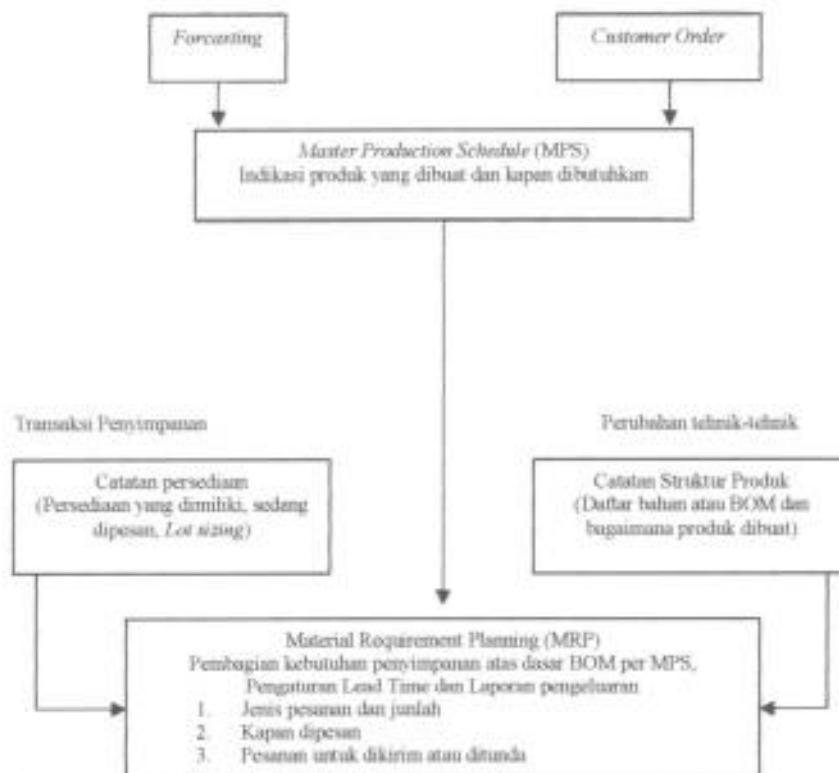 Forcasting
Customer Order
Master Production Schedule (MPS)
Indikasi produk yang dibuat dan kapan dibutuhkan
Transaksi Penyimpanan
Perubahan tehnik-tehnik
Catatan persediaan
(Persediaan yang dimiliki, sedang
dipesan, Lot sizing)
Catatan Struktur Produk
(Daftar bahan atau BOM dan
bagaimana produk dibuat)
Material Requirement Planning (MRP)
Pembagian kebutuhan penyimpanan atas dasar BOM per MPS,
Pengaturan Lead Time dan Laporan pengeluaran
1. Jenis pesanan dan jumlah
2. Kapan dipesan
3. Pesanan untuk dikirim atau ditunda